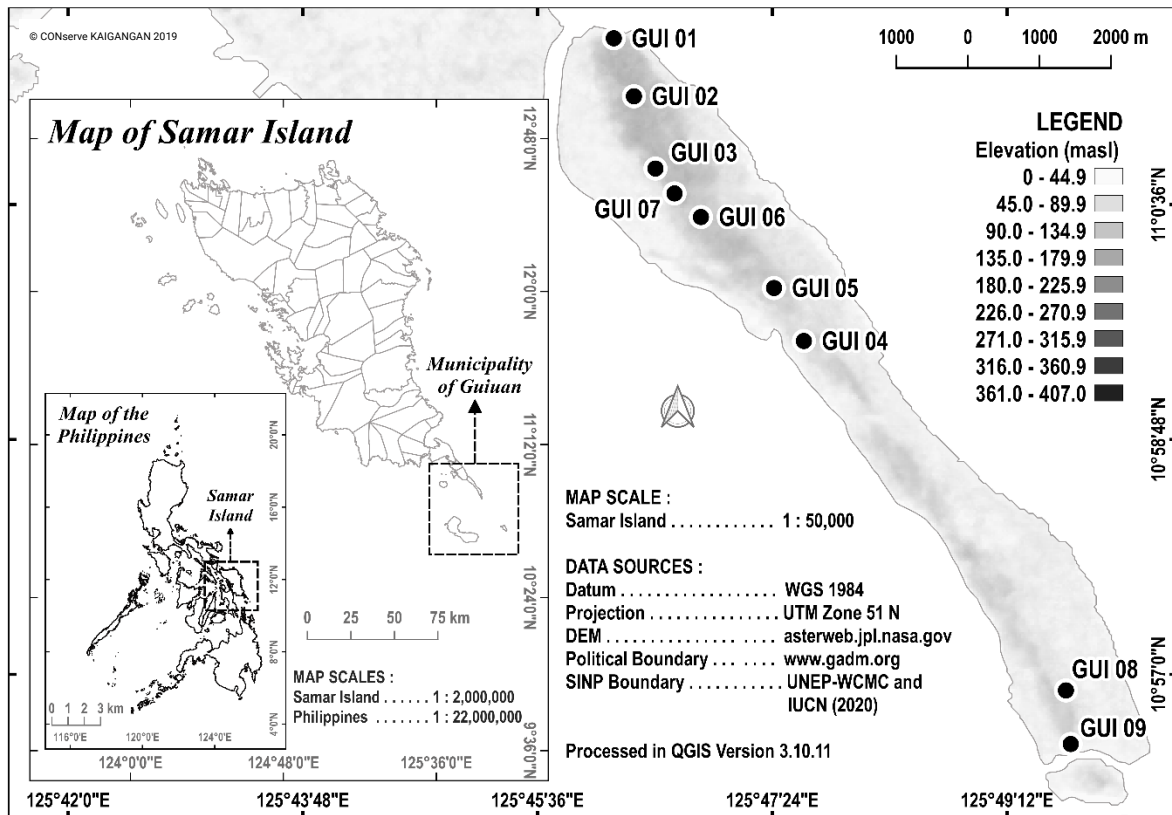 © CONserve KAIGANGAN 2019
Map of Samar Island
12°48'0"N
12°0'0"N
11°12'0"N
10°24'0"N
9°36'0"N
124°0'0"E
124°48'0"E
125°36'0"E
Municipality
of Guiuan
Map of the
Philippines
Samar
Island
20°0'N
16°0'N
12°0'N
8°0'N
4°0'N
0 1 2 3 km
116°0'E
120°0'E
124°0'E
0 25 50 75 km
MAP SCALES :
Samar Island . . . . . . 1 : 2,000,000
Philippines . . . . . . 1 : 22,000,000
GUI 01
GUI 02
GUI 03
GUI 07
GUI 06
GUI 05
GUI 04
GUI 08
GUI 09
1000 0 1000 2000 m
LEGEND
Elevation (masl)
0 - 44.9
45.0 - 89.9
90.0 - 134.9
135.0 - 179.9
180.0 - 225.9
226.0 - 270.9
271.0 - 315.9
316.0 - 360.9
361.0 - 407.0
MAP SCALE :
Samar Island . . . . . . . . . . . . 1 : 50,000
DATA SOURCES :
Datum . . . . . . . . . . . . . . . . . . WGS 1984
Projection . . . . . . . . . . . . . . UTM Zone 51 N
DEM . . . . . . . . . . . . . . . . . . . asterweb.jpl.nasa.gov
Political Boundary . . . . . . . www.gadm.org
SINP Boundary . . . . . . . . . . UNEP-WCMC and
IUCN (2020)
Processed in QGIS Version 3.10.11
11°0'36"N
10°58'48"N
10°57'0"N
125°42'0"E
125°43'48"E
125°45'36"E
125°47'24"E
125°49'12"E